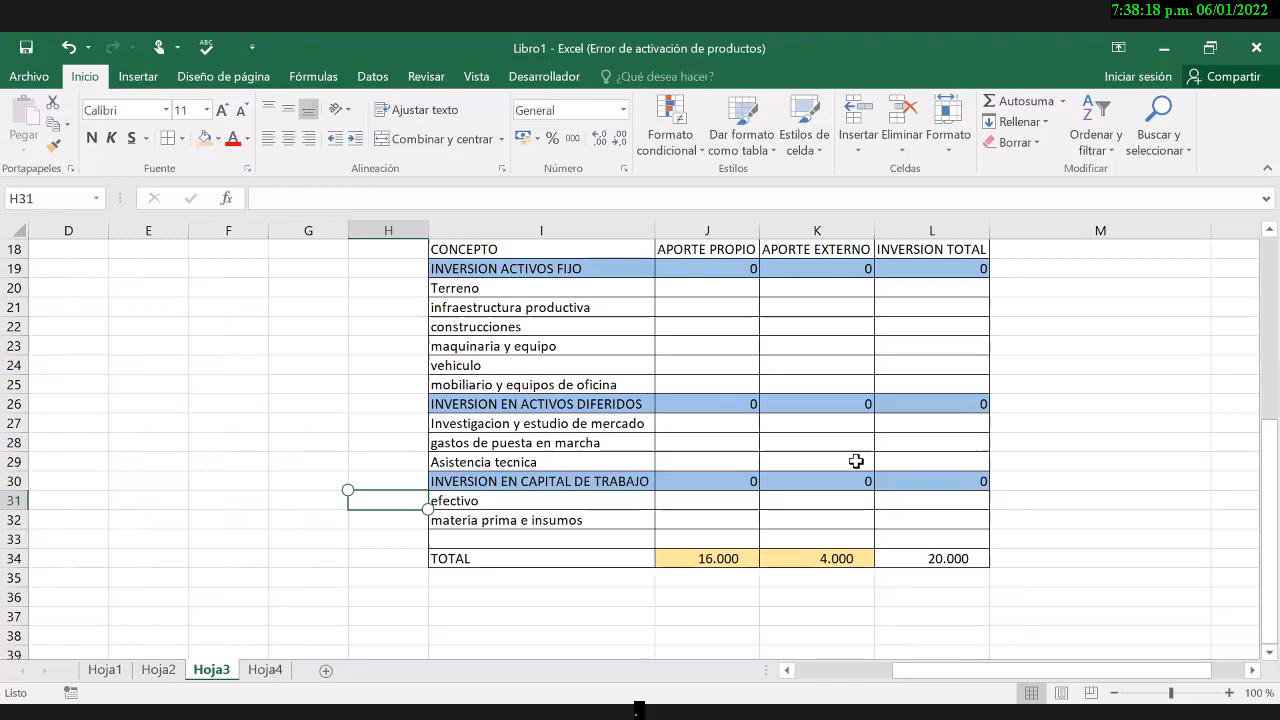 7:38:18 p.m. 06/01/2022
Libro1 - Excel (Error de activación de productos)
Archivo Inicio Insertar Diseño de página Fórmulas Datos Revisar Vista Desarrollador ¿Qué desea hacer? Iniciar sesión Compartir
Pegar
Calibri 11
N K S
Ajustar texto
Combinar y centrar
General
% 000
Formato condicional
Dar formato como tabla
Estilos de celda
Insertar Eliminar Formato
Autosuma
Rellenar
Borrar
Ordenar y filtrar
Buscar y seleccionar
Portapapeles Fuente Alineación Número Estilos Celdas Modificar
H31 fx
D E F G H I J K L M
18 CONCEPTO APORTE PROPIO APORTE EXTERNO INVERSION TOTAL
19 INVERSION ACTIVOS FIJO 0 0 0
20 Terreno
21 infraestructura productiva
22 construcciones
23 maquinaria y equipo
24 vehiculo
25 mobiliario y equipos de oficina
26 INVERSION EN ACTIVOS DIFERIDOS 0 0 0
27 Investigacion y estudio de mercado
28 gastos de puesta en marcha
29 Asistencia tecnica
30 INVERSION EN CAPITAL DE TRABAJO 0 0 0
31 efectivo
32 materia prima e insumos
33
34 TOTAL 16.000 4.000 20.000
35
36
37
38
39
Hoja1 Hoja2 Hoja3 Hoja4
Listo 100 %